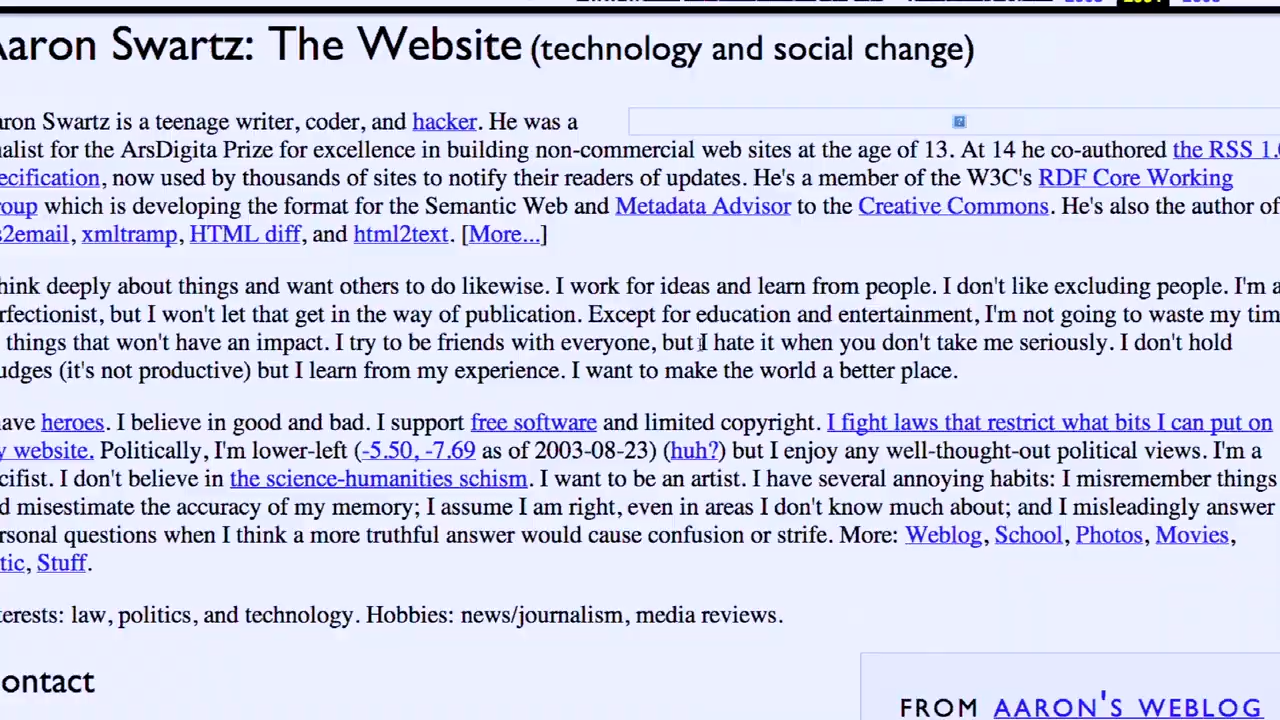 Aaron Swartz: The Website (technology and social change)
aron Swartz is a teenage writer, coder, and hacker. He was a
nalist for the ArsDigita Prize for excellence in building non-commercial web sites at the age of 13. At 14 he co-authored the RSS 1.0
ecification, now used by thousands of sites to notify their readers of updates. He's a member of the W3C's RDF Core Working
roup which is developing the format for the Semantic Web and Metadata Advisor to the Creative Commons. He's also the author of
s2email, xmltramp, HTML diff, and html2text. [More...]
hink deeply about things and want others to do likewise. I work for ideas and learn from people. I don't like excluding people. I'm a
rfectionist, but I won't let that get in the way of publication. Except for education and entertainment, I'm not going to waste my tim
things that won't have an impact. I try to be friends with everyone, but I hate it when you don't take me seriously. I don't hold
udges (it's not productive) but I learn from my experience. I want to make the world a better place.
ave heroes. I believe in good and bad. I support free software and limited copyright. I fight laws that restrict what bits I can put on
y website. Politically, I'm lower-left (-5.50, -7.69 as of 2003-08-23) (huh?) but I enjoy any well-thought-out political views. I'm a
cifist. I don't believe in the science-humanities schism. I want to be an artist. I have several annoying habits: I misremember things
d misestimate the accuracy of my memory; I assume I am right, even in areas I don't know much about; and I misleadingly answer
rsonal questions when I think a more truthful answer would cause confusion or strife. More: Weblog, School, Photos, Movies,
tic, Stuff.
terests: law, politics, and technology. Hobbies: news/journalism, media reviews.
ontact
FROM AARON'S WEBLOG